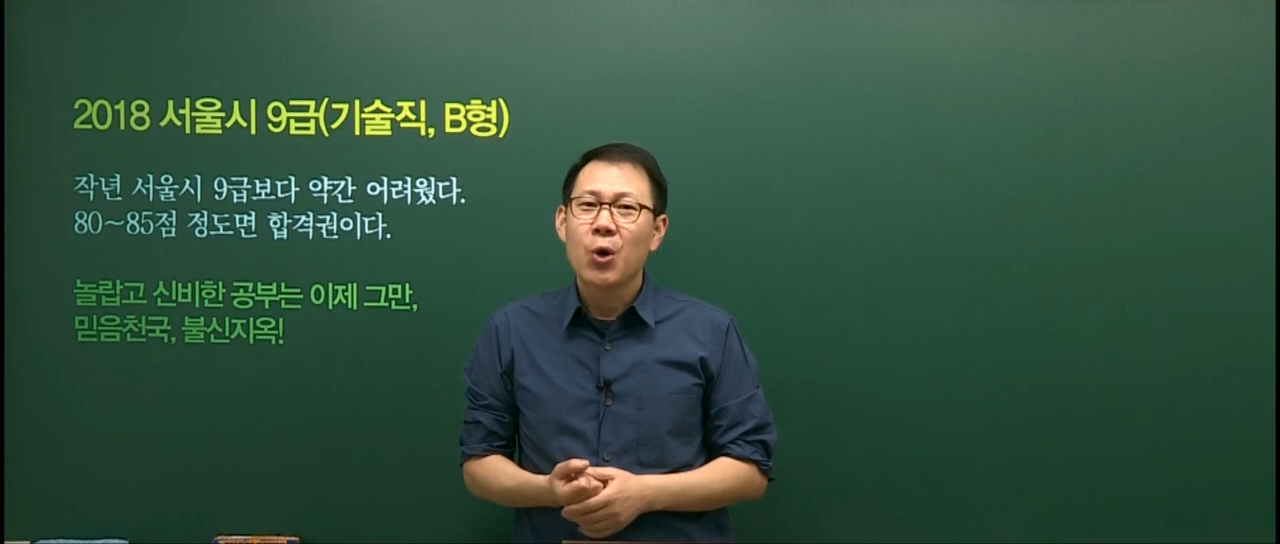 2018 서울시 9급(기술직, B형)
작년 서울시 9급보다 약간 어려웠다.
80~85점 정도면 합격권이다.
놀랍고 신비한 공부는 이제 그만,
믿음천국, 불신지옥!